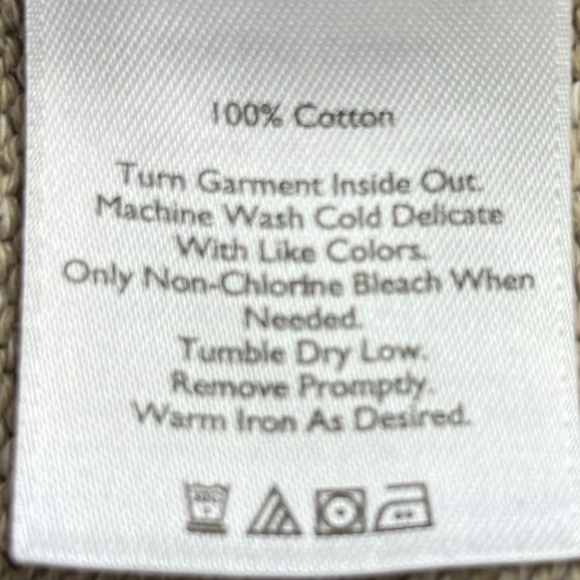 100% Cotton
Turn Garment Inside Out.
Machine Wash Cold Delicate
With Like Colors.
Only Non-Chlorine Bleach When
Needed.
Tumble Dry Low.
Remove Promptly.
Warm Iron As Desired.